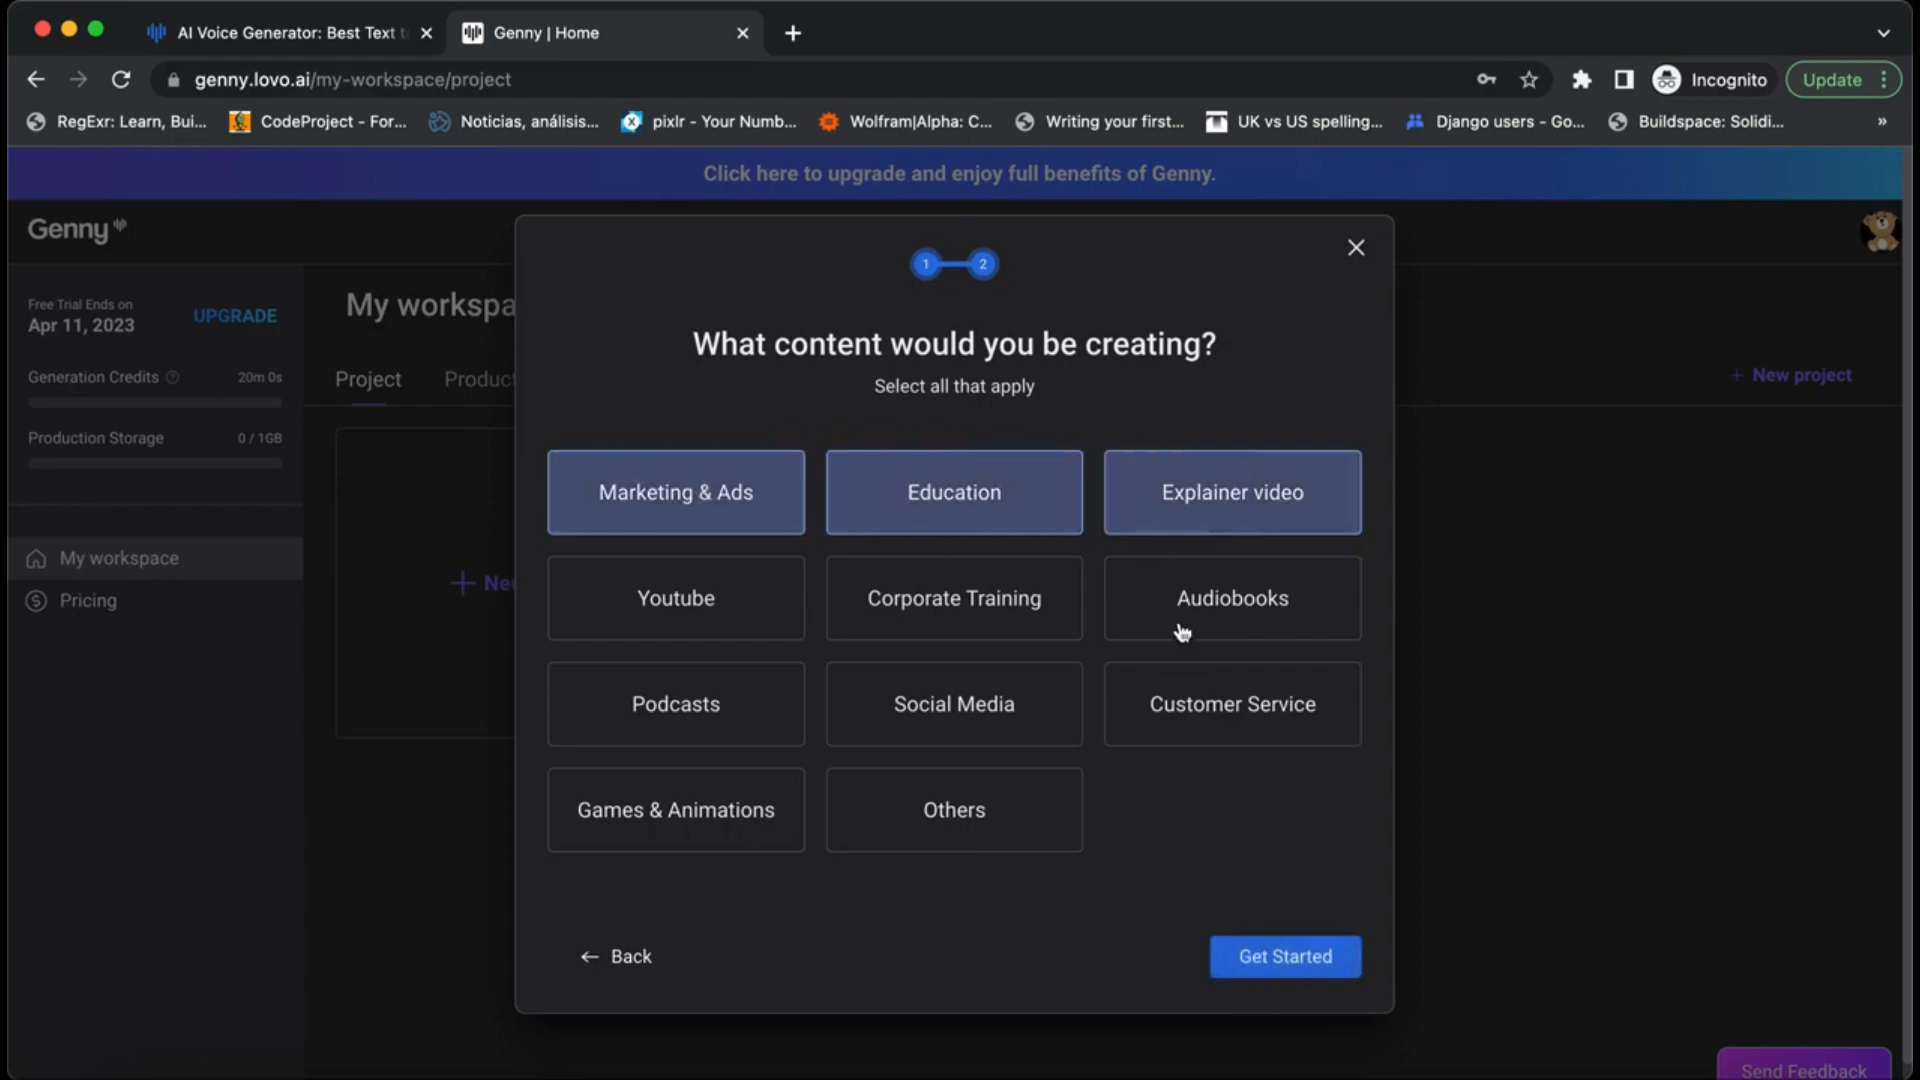 AI Voice Generator: Best Text t
Genny | Home
genny.lovo.ai/my-workspace/project
Incognito
Update
RegExr: Learn, Bui...
CodeProject - For...
Noticias, análisis...
pixlr - Your Numb...
Wolfram|Alpha: C...
Writing your first...
UK vs US spelling...
Django users - Go...
Buildspace: Solidi...
»
Click here to upgrade and enjoy full benefits of Genny.
Genny
Free Trial Ends on
Apr 11, 2023
UPGRADE
Generation Credits
20m 0s
Production Storage
0 / 1GB
My workspace
Pricing
My workspa
Project
Product
+ New project
+ Ne
1
2
What content would you be creating?
Select all that apply
Marketing & Ads
Education
Explainer video
Youtube
Corporate Training
Audiobooks
Podcasts
Social Media
Customer Service
Games & Animations
Others
← Back
Get Started
Send Feedback